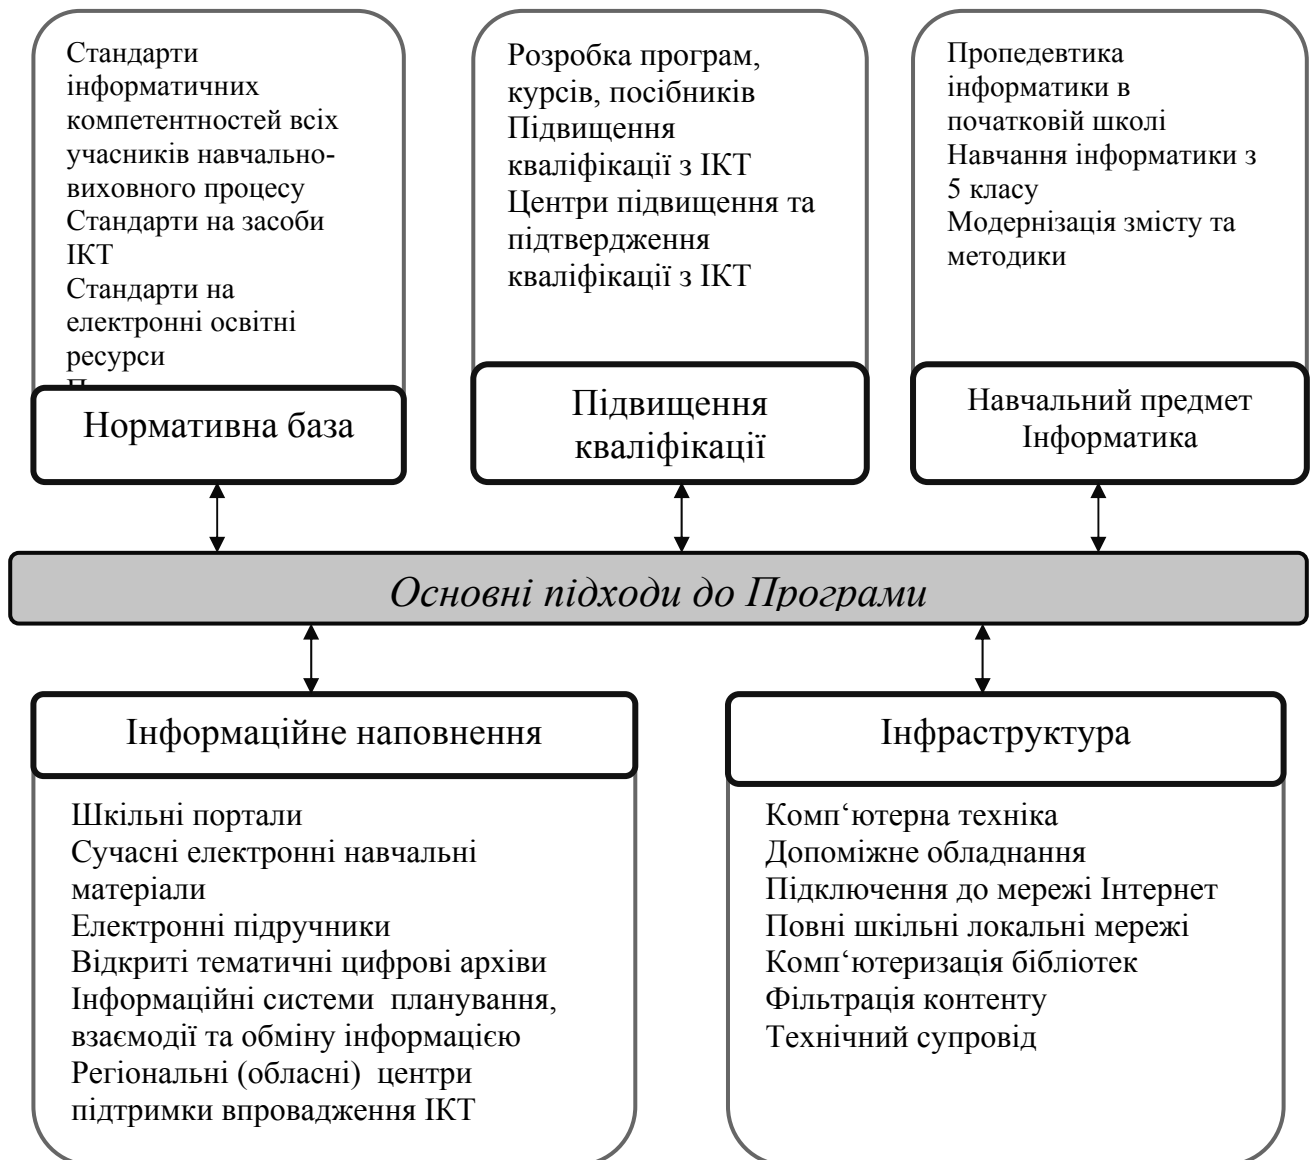 Стандарти
інформатичних
компетентностей всіх
учасників навчально-
виховного процесу
Стандарти на засоби
ІКТ
Стандарти на
електронні освітні
ресурси
Нормативна база
Розробка програм,
курсів, посібників
Підвищення
кваліфікації з ІКТ
Центри підвищення та
підтвердження
кваліфікації з ІКТ
Підвищення
кваліфікації
Пропедевтика
інформатики в
початковій школі
Навчання інформатики з
5 класу
Модернізація змісту та
методики
Навчальний предмет
Інформатика
Основні підходи до Програми
Інформаційне наповнення
Шкільні портали
Сучасні електронні навчальні
матеріали
Електронні підручники
Відкриті тематичні цифрові архіви
Інформаційні системи  планування,
взаємодії та обміну інформацією
Регіональні (обласні)  центри
підтримки впровадження ІКТ
Інфраструктура
Комп‘ютерна техніка
Допоміжне обладнання
Підключення до мережі Інтернет
Повні шкільні локальні мережі
Комп‘ютеризація бібліотек
Фільтрація контенту
Технічний супровід